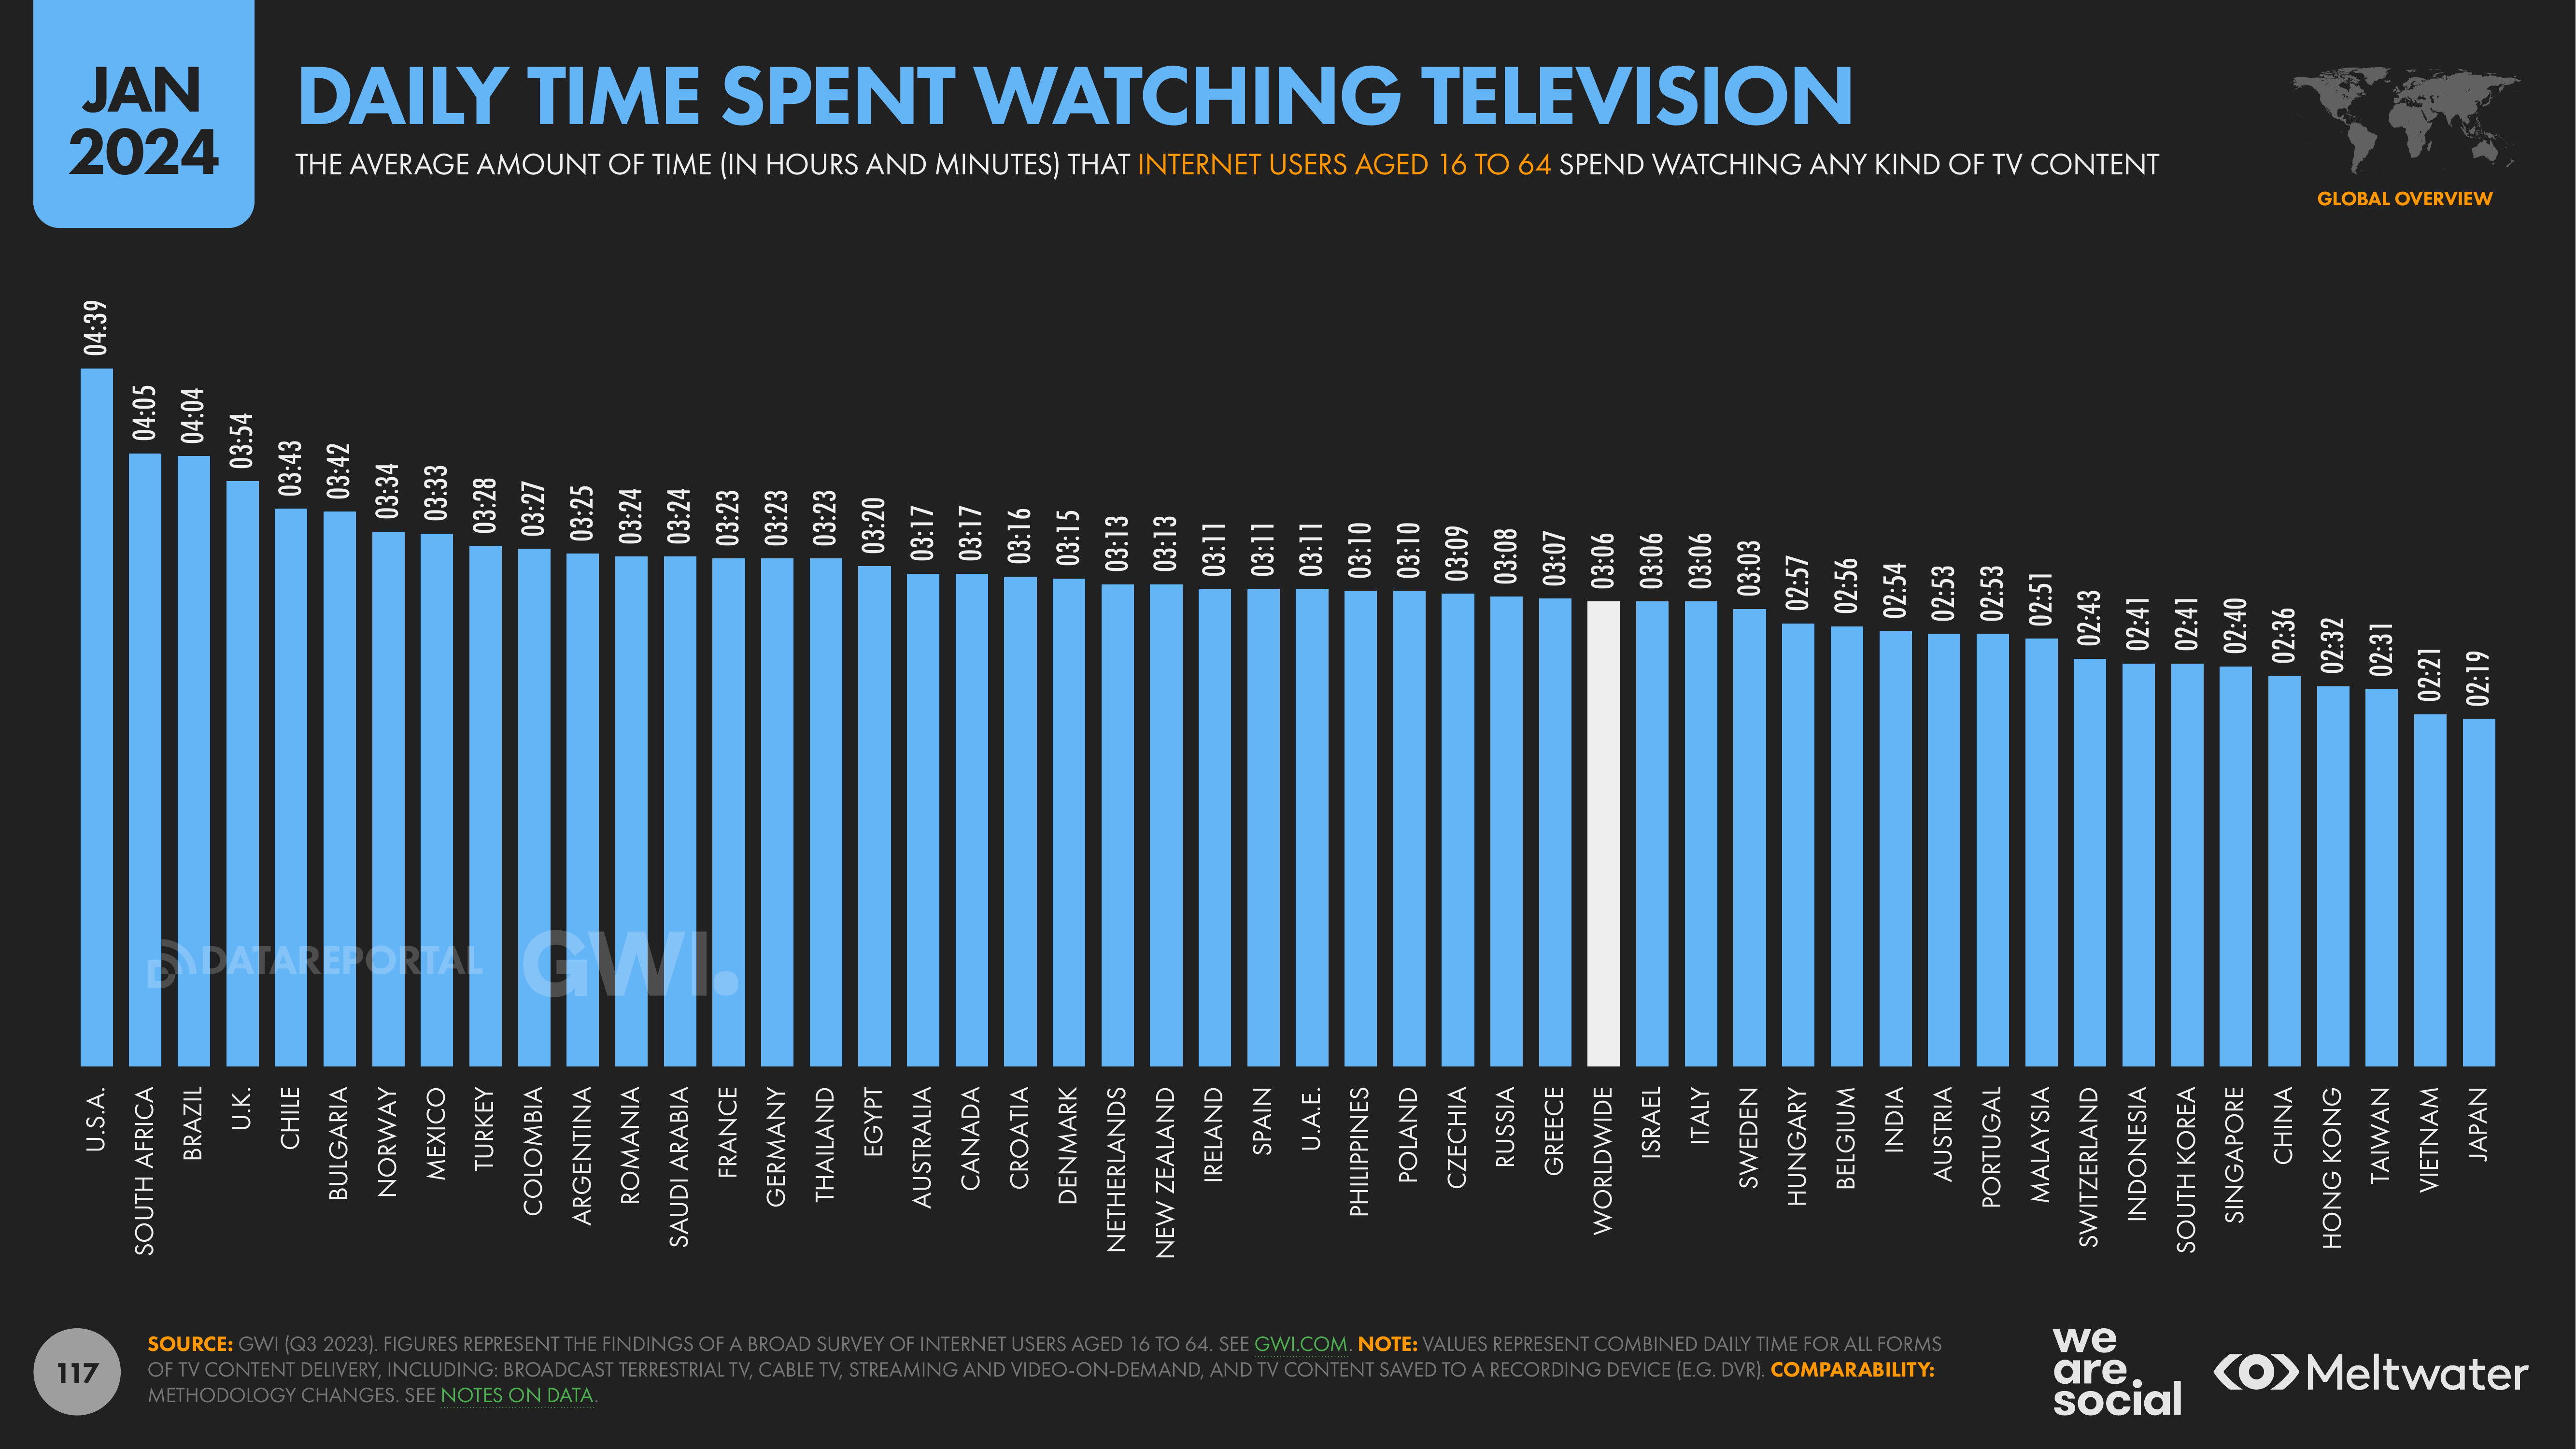 JAN
2024
DAILY TIME SPENT WATCHING TELEVISION
THE AVERAGE AMOUNT OF TIME (IN HOURS AND MINUTES) THAT INTERNET USERS AGED 16 TO 64 SPEND WATCHING ANY KIND OF TV CONTENT
GLOBAL OVERVIEW
04:39
04:05
04:04
03:54
03:43
03:42
03:34
03:33
03:28
03:27
03:25
03:24
03:24
03:23
03:23
03:23
03:20
03:17
03:17
03:16
03:15
03:13
03:13
03:11
03:11
03:11
03:10
03:10
03:09
03:08
03:07
03:06
03:06
03:06
03:03
02:57
02:56
02:54
02:53
02:53
02:51
02:43
02:41
02:41
02:40
02:36
02:32
02:31
02:21
02:19
DATAREPORTAL
GWI.
U.S.A.
SOUTH AFRICA
BRAZIL
U.K.
CHILE
BULGARIA
NORWAY
MEXICO
TURKEY
COLOMBIA
ARGENTINA
ROMANIA
SAUDI ARABIA
FRANCE
GERMANY
THAILAND
EGYPT
AUSTRALIA
CANADA
CROATIA
DENMARK
NETHERLANDS
NEW ZEALAND
IRELAND
SPAIN
U.A.E.
PHILIPPINES
POLAND
CZECHIA
RUSSIA
GREECE
WORLDWIDE
ISRAEL
ITALY
SWEDEN
HUNGARY
BELGIUM
INDIA
AUSTRIA
PORTUGAL
MALAYSIA
SWITZERLAND
INDONESIA
SOUTH KOREA
SINGAPORE
CHINA
HONG KONG
TAIWAN
VIETNAM
JAPAN
117
SOURCE: GWI (Q3 2023). FIGURES REPRESENT THE FINDINGS OF A BROAD SURVEY OF INTERNET USERS AGED 16 TO 64. SEE GWI.COM. NOTE: VALUES REPRESENT COMBINED DAILY TIME FOR ALL FORMS
OF TV CONTENT DELIVERY, INCLUDING: BROADCAST TERRESTRIAL TV, CABLE TV, STREAMING AND VIDEO-ON-DEMAND, AND TV CONTENT SAVED TO A RECORDING DEVICE (E.G. DVR). COMPARABILITY:
METHODOLOGY CHANGES. SEE NOTES ON DATA.
we
are
social
Meltwater